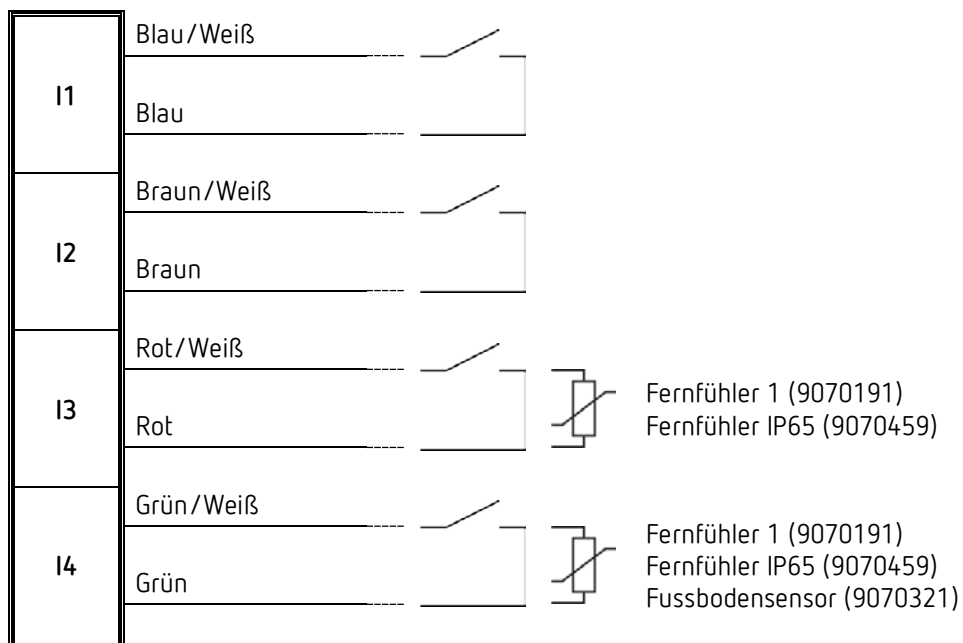 I1
Blau/Weiß
Blau
I2
Braun/Weiß
Braun
I3
Rot/Weiß
Rot
Fernfühler 1 (9070191)
Fernfühler IP65 (9070459)
I4
Grün/Weiß
Grün
Fernfühler 1 (9070191)
Fernfühler IP65 (9070459)
Fussbodensensor (9070321)